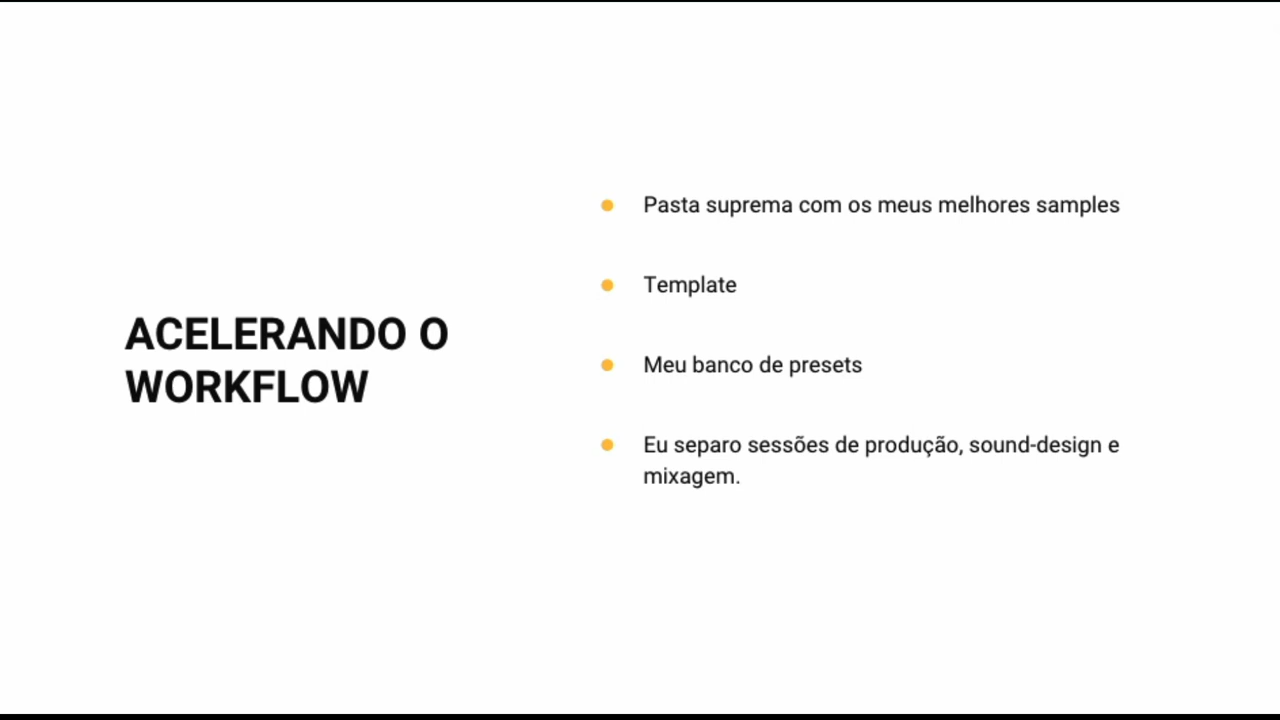 ACELERANDO O
WORKFLOW
Pasta suprema com os meus melhores samples
Template
Meu banco de presets
Eu separo sessões de produção, sound-design e
mixagem.